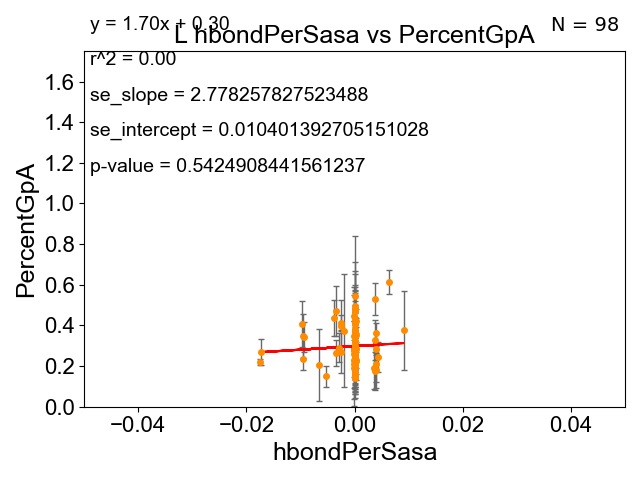 y = 1.70x + 0.30
N = 98
L hbondPerSasa vs PercentGpA
r^2 = 0.00
se_slope = 2.778257827523488
se_intercept = 0.010401392705151028
p-value = 0.5424908441561237
PercentGpA
1.6
1.4
1.2
1.0
0.8
0.6
0.4
0.2
0.0
−0.04
−0.02
0.00
0.02
0.04
hbondPerSasa